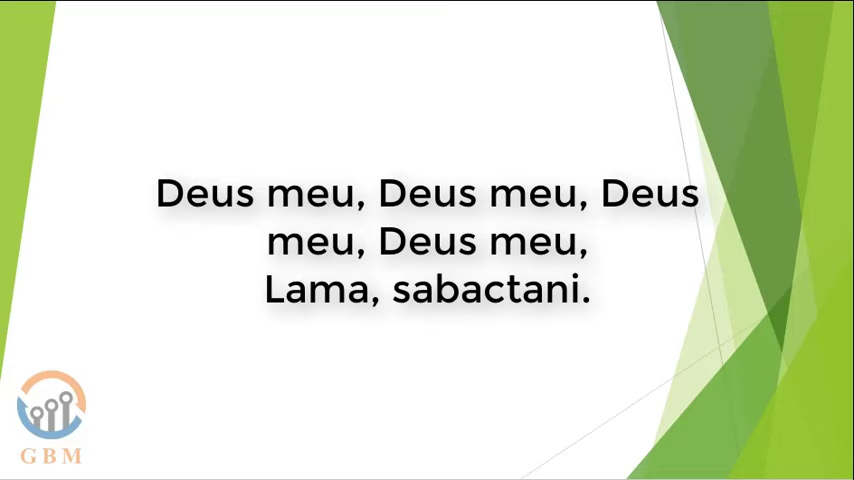 Deus meu, Deus meu, Deus
meu, Deus meu,
Lama, sabactani.
GBM